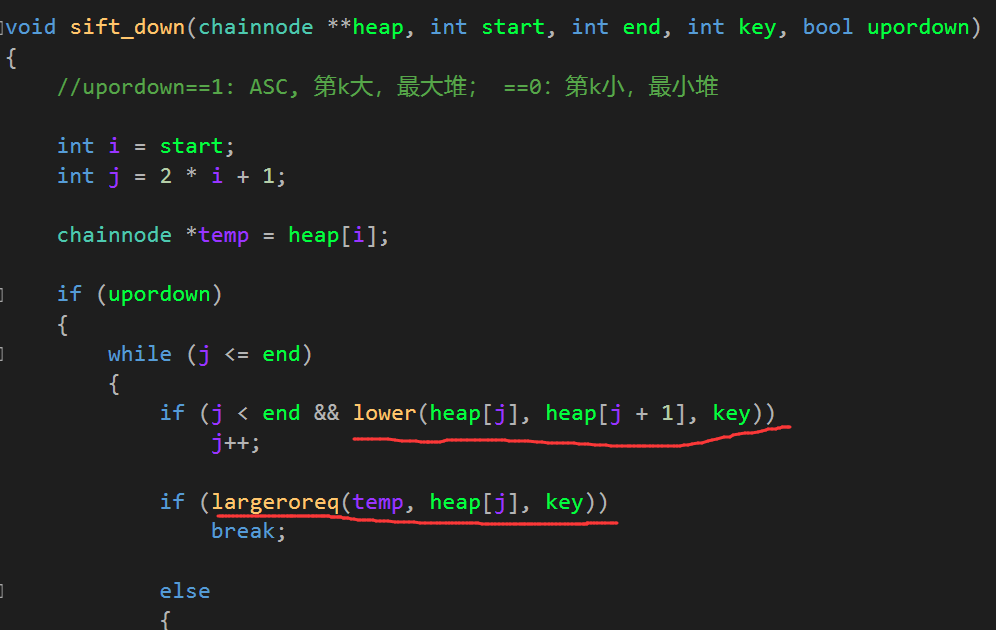 void sift_down(chainnode **heap, int start, int end, int key, bool upordown)
{
//upordown==1: ASC, 第k大，最大堆； ==0：第k小，最小堆
int i = start;
int j = 2 * i + 1;
chainnode *temp = heap[i];
if (upordown)
{
while (j <= end)
{
if (j < end && lower(heap[j], heap[j + 1], key))
j++;
if (largeroreq(temp, heap[j], key))
break;
else
{